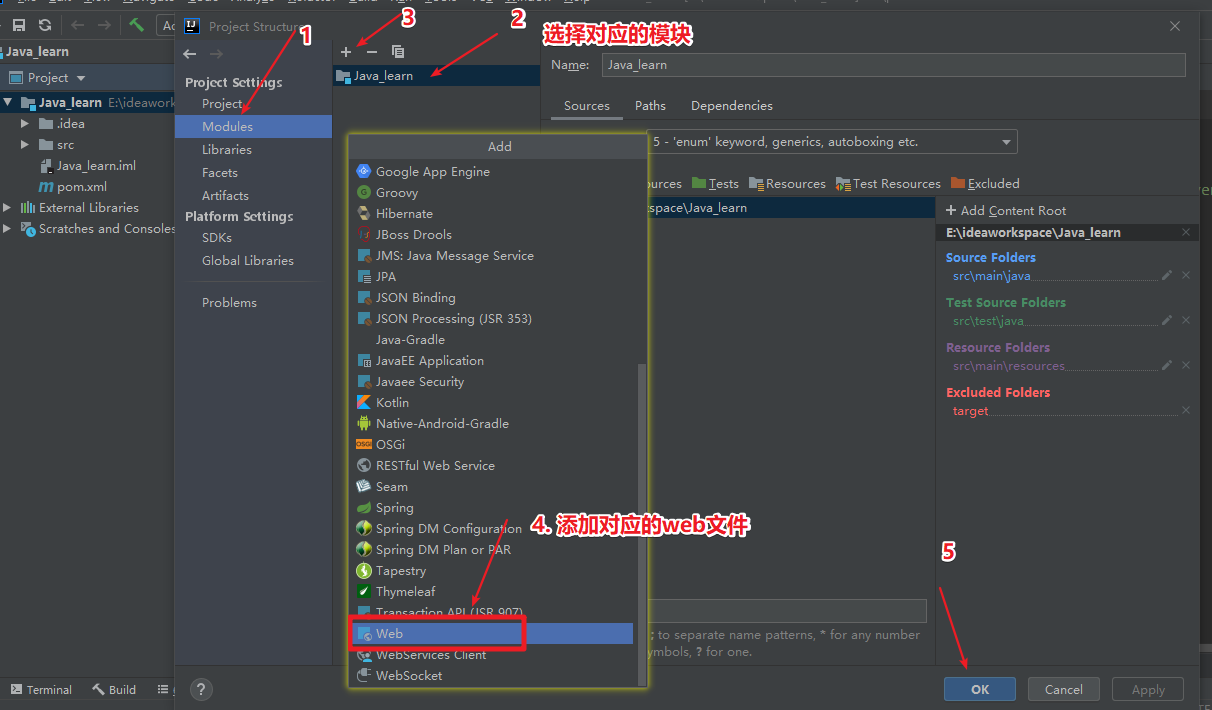 Project Structure
1
3
2
选择对应的模块
Java_learn
Project
Java_learn E:\ideawork
.idea
src
Java_learn.iml
pom.xml
External Libraries
Scratches and Consoles
Project Settings
Project
Modules
Libraries
Facets
Artifacts
Platform Settings
SDKs
Global Libraries
Problems
Java_learn
Name:
Java_learn
Sources
Paths
Dependencies
5 - 'enum' keyword, generics, autoboxing etc.
ources
Tests
Resources
Test Resources
Excluded
space\Java_learn
Add Content Root
E:\ideaworkspace\Java_learn
Source Folders
src\main\java
Test Source Folders
src\test\java
Resource Folders
src\main\resources
Excluded Folders
target
Add
Google App Engine
Groovy
Hibernate
JBoss Drools
JMS: Java Message Service
JPA
JSON Binding
JSON Processing (JSR 353)
Java-Gradle
JavaEE Application
Javaee Security
Kotlin
Native-Android-Gradle
OSGi
RESTful Web Service
Seam
Spring
Spring DM Configuration
Spring DM Plan or PAR
Tapestry
Thymeleaf
Transaction API (JSR 907)
Web
WebServices Client
WebSocket
4. 添加对应的web文件
5
; to separate name patterns, * for any number
ymbols, ? for one.
Terminal
Build
?
OK
Cancel
Apply